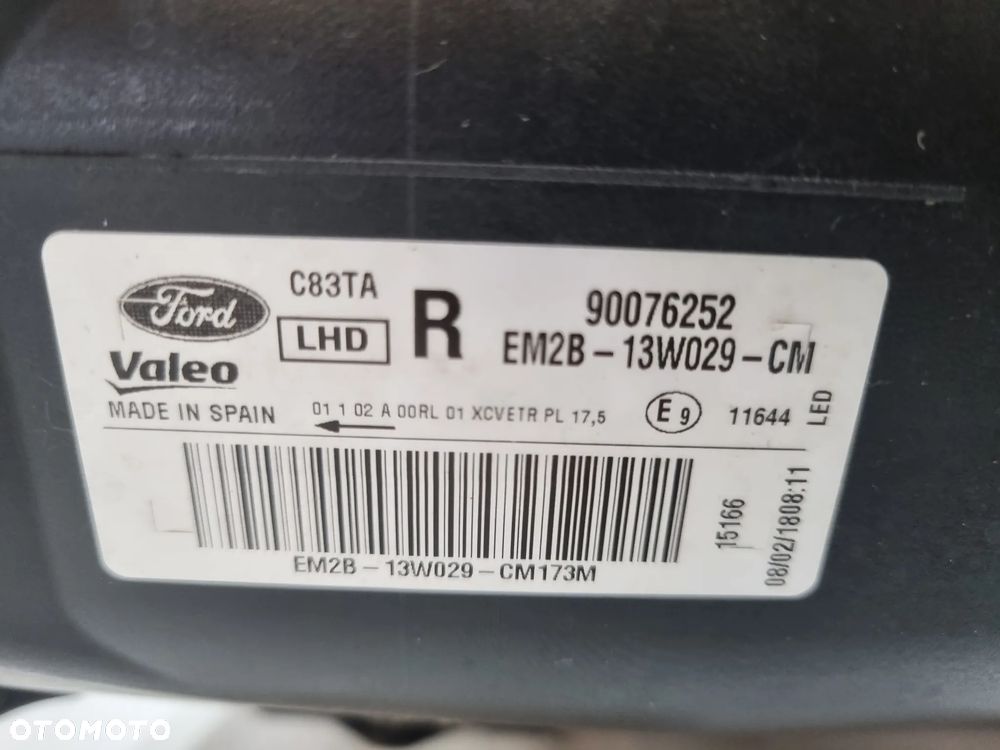 C83TA
Ford
LHD
R
90076252
EM2B-13W029-CM
Valeo
MADE IN SPAIN
01 1 02 A 00RL 01 XCVETR PL 17,5
E9
11644
LED
EM2B-13W029-CM173M
15166
08/02/1808:11
OTOMOTO